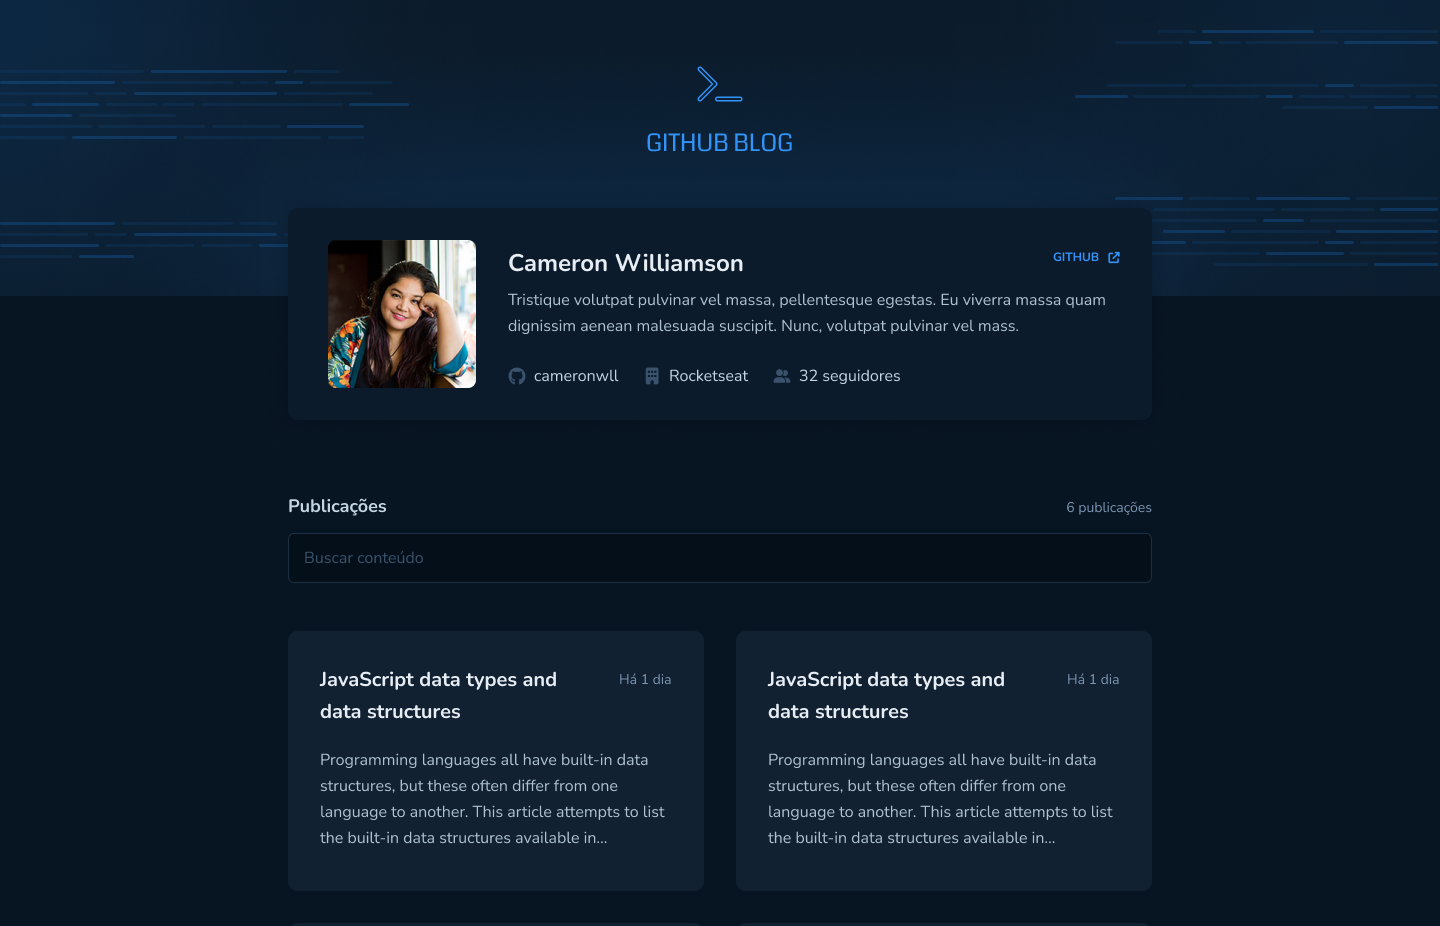 GITHUB BLOG
Cameron Williamson
GITHUB
Tristique volutpat pulvinar vel massa, pellentesque egestas. Eu viverra massa quam
dignissim aenean malesuada suscipit. Nunc, volutpat pulvinar vel mass.
cameronwll Rocketseat 32 seguidores
Publicações
6 publicações
Buscar conteúdo
JavaScript data types and
data structures
Há 1 dia
Programming languages all have built-in data
structures, but these often differ from one
language to another. This article attempts to list
the built-in data structures available in...
JavaScript data types and
data structures
Há 1 dia
Programming languages all have built-in data
structures, but these often differ from one
language to another. This article attempts to list
the built-in data structures available in...